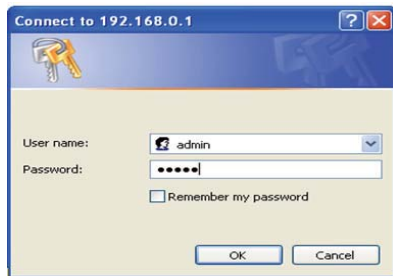 Connect to 192.168.0.1
User name: admin
Password: •••••
Remember my password
OK Cancel